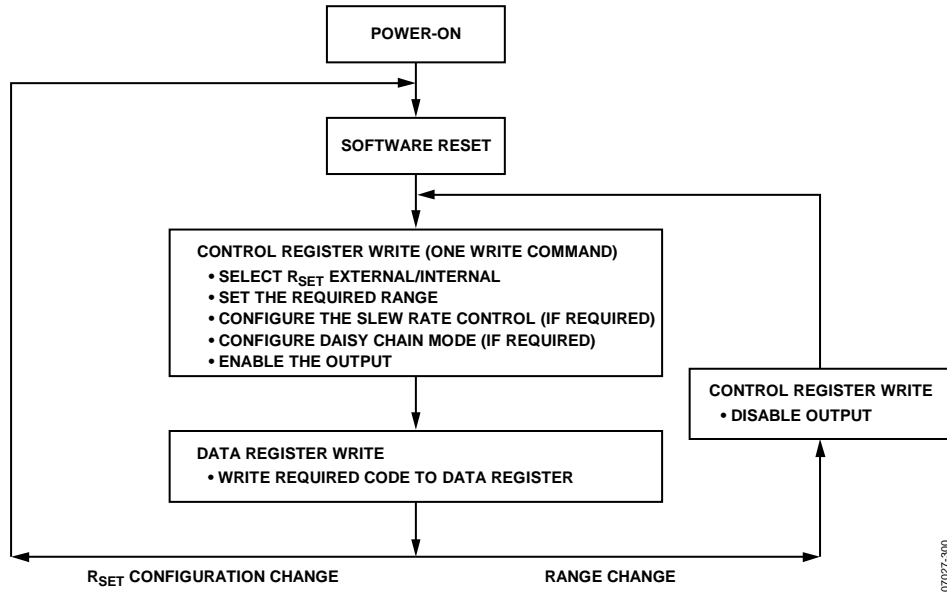 POWER-ON
SOFTWARE RESET
CONTROL REGISTER WRITE (ONE WRITE COMMAND)
• SELECT RSET EXTERNAL/INTERNAL
• SET THE REQUIRED RANGE
• CONFIGURE THE SLEW RATE CONTROL (IF REQUIRED)
• CONFIGURE DAISY CHAIN MODE (IF REQUIRED)
• ENABLE THE OUTPUT
CONTROL REGISTER WRITE
• DISABLE OUTPUT
DATA REGISTER WRITE
• WRITE REQUIRED CODE TO DATA REGISTER
RSET CONFIGURATION CHANGE
RANGE CHANGE
07027-300